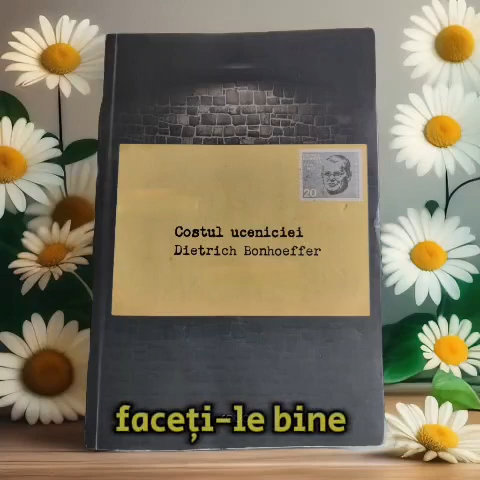 20
Costul uceniciei
Dietrich Bonhoeffer
faceți-le bine